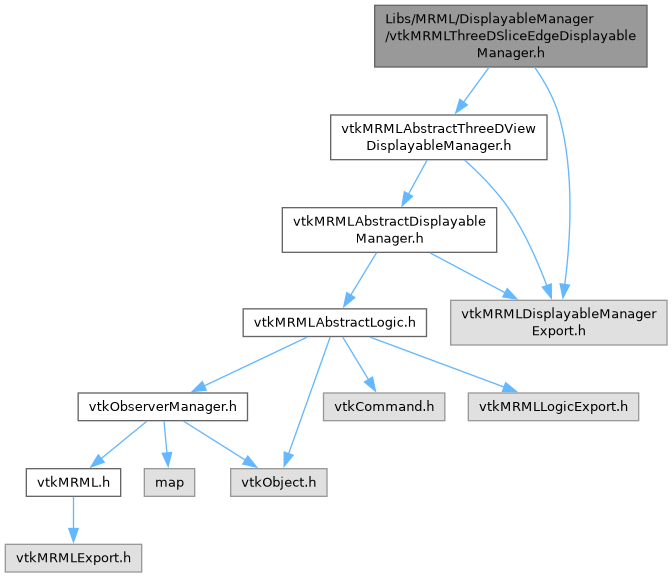 Libs/MRML/DisplayableManager
/vtkMRMLThreeDSliceEdgeDisplayable
Manager.h
vtkMRMLAbstractThreeDView
DisplayableManager.h
vtkMRMLAbstractDisplayable
Manager.h
vtkMRMLDisplayableManager
Export.h
vtkMRMLAbstractLogic.h
vtkObserverManager.h
vtkCommand.h
vtkMRMLLogicExport.h
vtkMRML.h
map
vtkObject.h
vtkMRMLExport.h